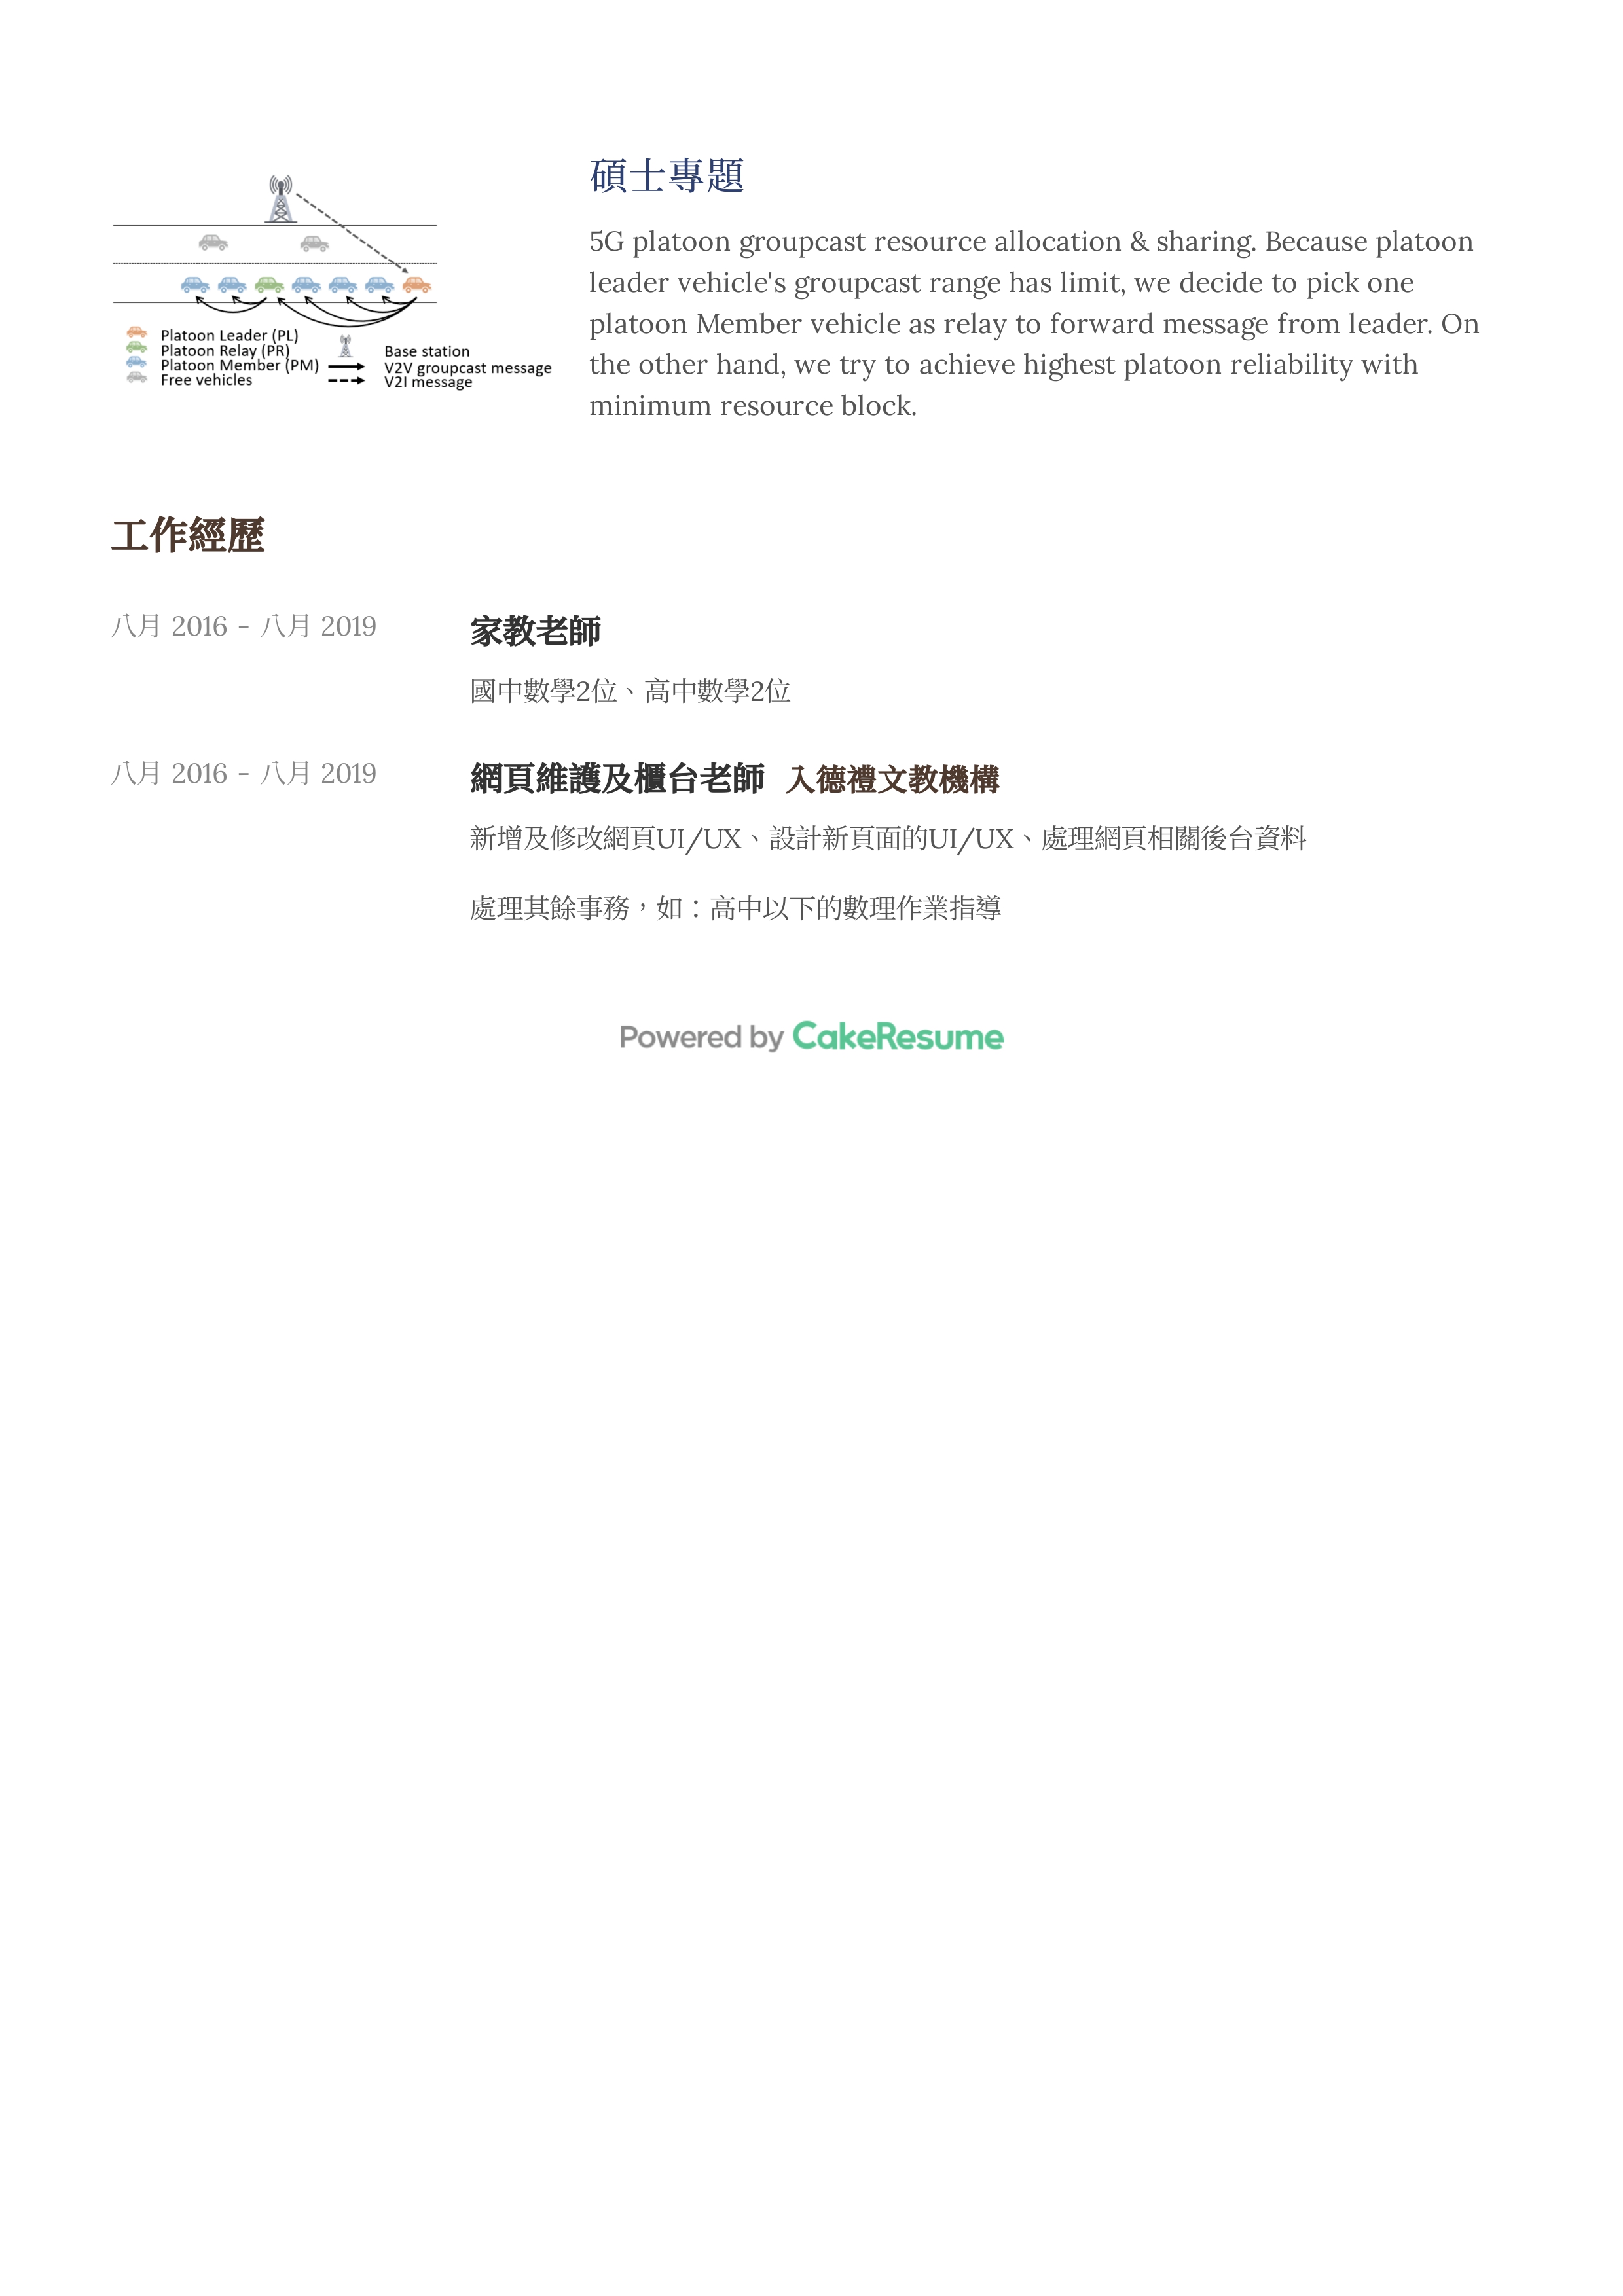 碩士專題
5G platoon groupcast resource allocation & sharing. Because platoon
leader vehicle's groupcast range has limit, we decide to pick one
platoon Member vehicle as relay to forward message from leader. On
the other hand, we try to achieve highest platoon reliability with
minimum resource block.
Platoon Leader (PL)
Platoon Relay (PR)
Platoon Member (PM)
Free vehicles
Base station
V2V groupcast message
V2I message
工作經歷
八月 2016 - 八月 2019
家教老師
國中數學2位、高中數學2位
八月 2016 - 八月 2019
網頁維護及櫃台老師 入德禮文教機構
新增及修改網頁UI/UX、設計新頁面的UI/UX、處理網頁相關後台資料
處理其餘事務，如：高中以下的數理作業指導
Powered by CakeResume